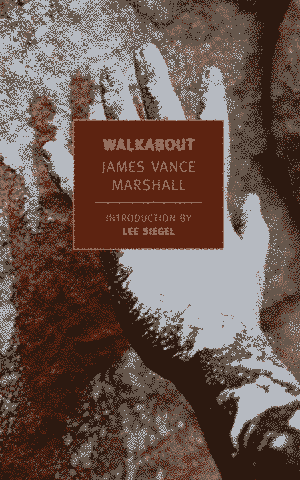 WALKABOUT
JAMES VANCE
MARSHALL
INTRODUCTION BY
LEE SIEGEL